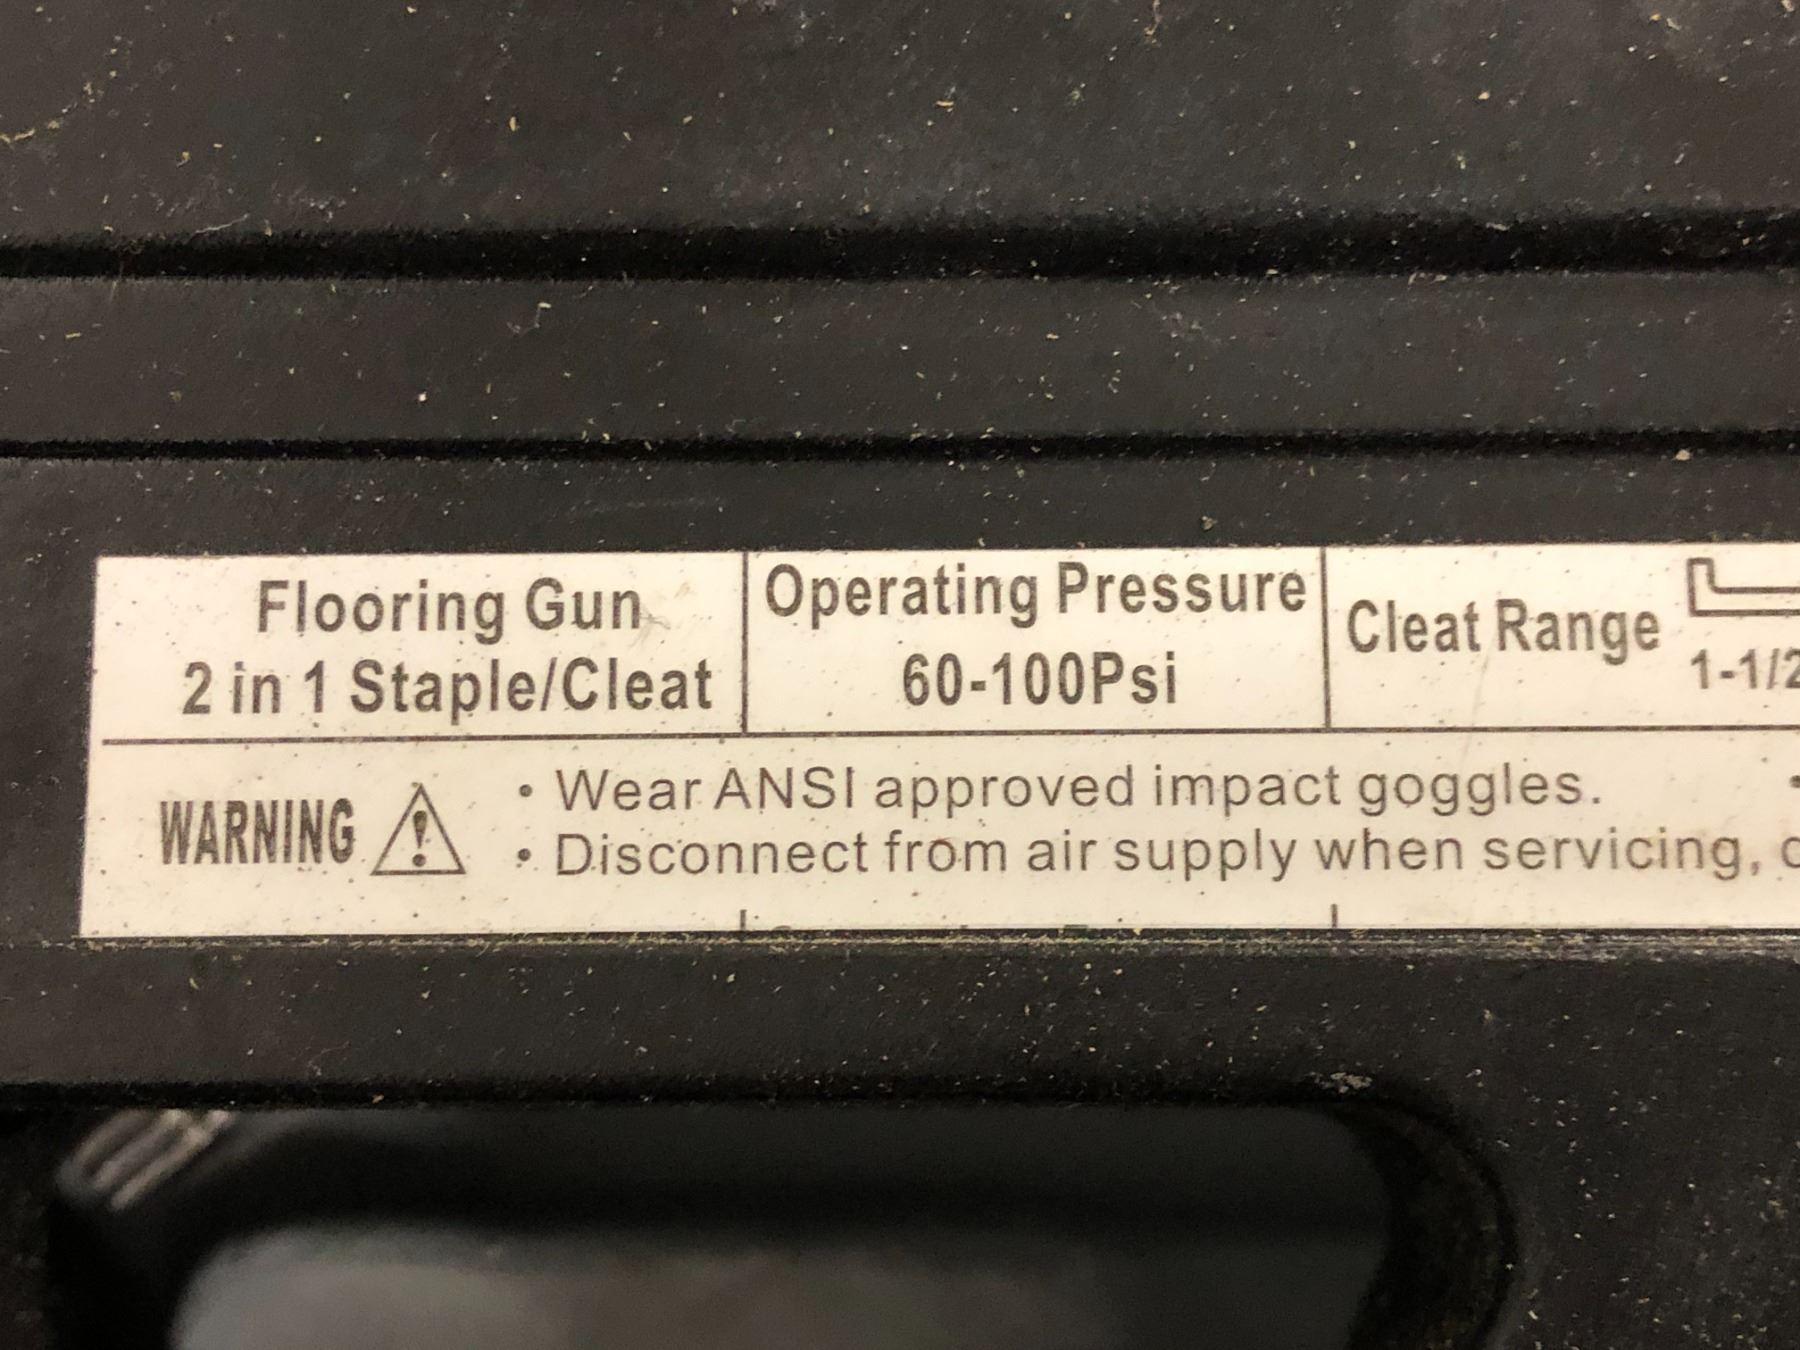 Flooring Gun
2 in 1 Staple/Cleat
Operating Pressure
60-100Psi
Cleat Range
1-1/2
WARNING
• Wear ANSI approved impact goggles.
• Disconnect from air supply when servicing,